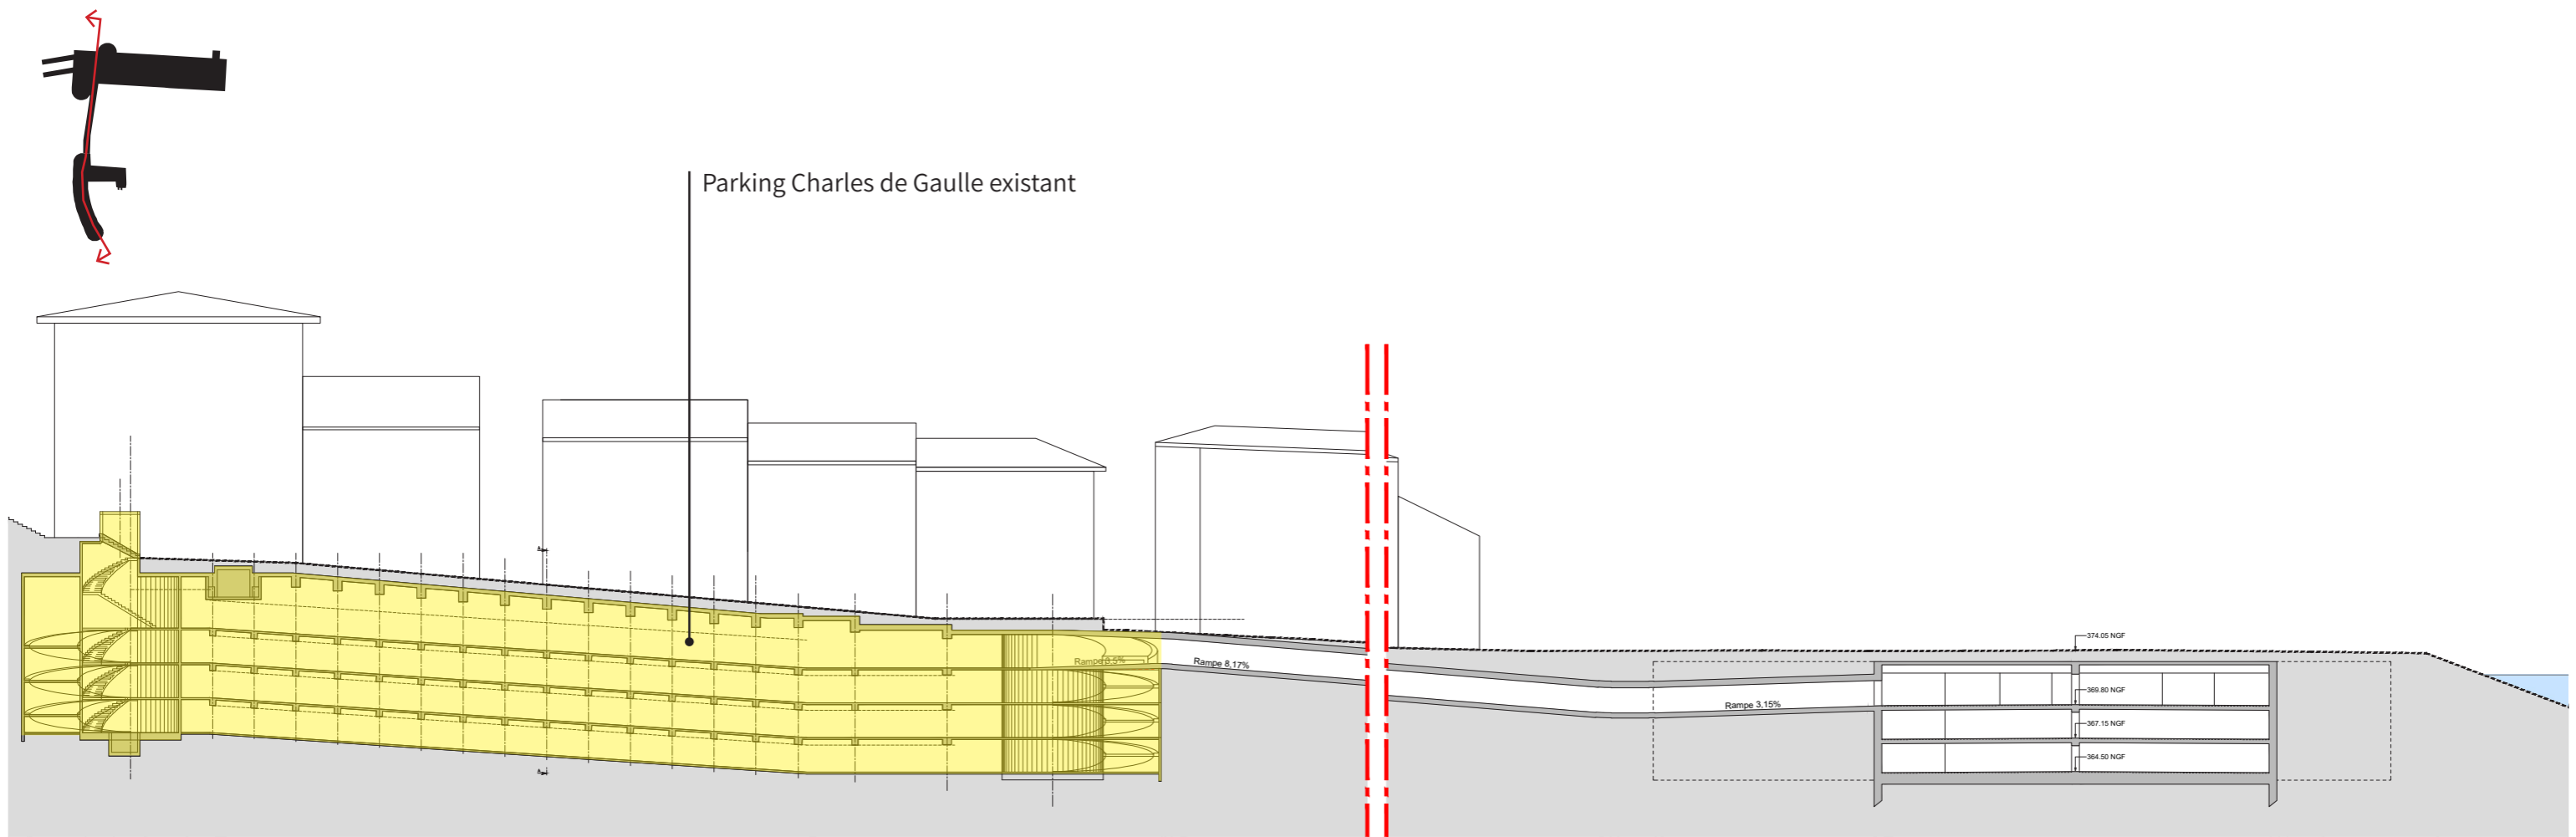 Parking Charles de Gaulle existant
374.05 NGF
Rampe 3,5%
Rampe 8,17%
369.80 NGF
Rampe 3,15%
367.15 NGF
364.50 NGF